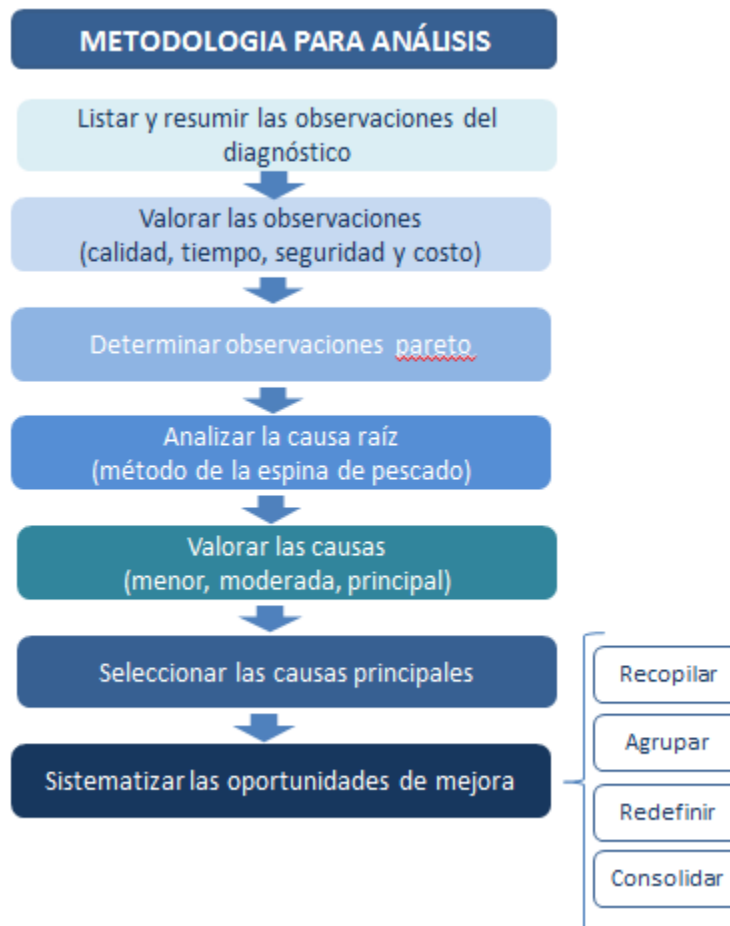 METODOLOGIA PARA ANÁLISIS
Listar y resumir las observaciones del
diagnóstico
Valorar las observaciones
(calidad, tiempo, seguridad y costo)
Determinar observaciones pareto
Analizar la causa raíz
(método de la espina de pescado)
Valorar las causas
(menor, moderada, principal)
Seleccionar las causas principales
Sistematizar las oportunidades de mejora
Recopilar
Agrupar
Redefinir
Consolidar